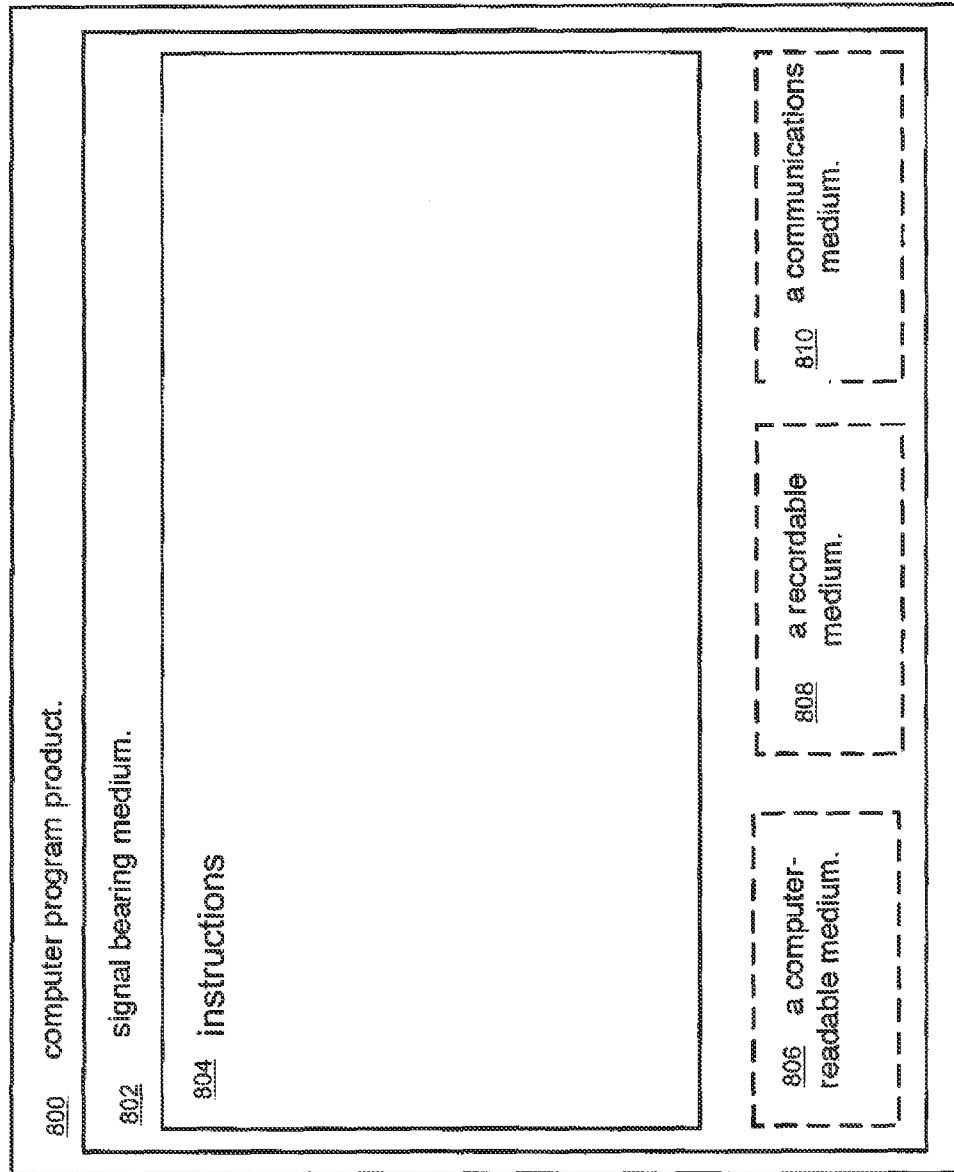 800 computer program product.
802 signal bearing medium.
804 instructions
806 a computer-
readable medium.
808 a recordable
medium.
810 a communications
medium.